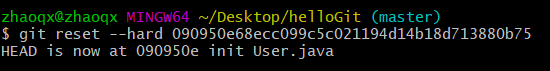 zhaoqx@zhaoqx MINGW64 ~/Desktop/helloGit (master)
$ git reset --hard 090950e68ecc099c5c021194d14b18d713880b75
HEAD is now at 090950e init User.java